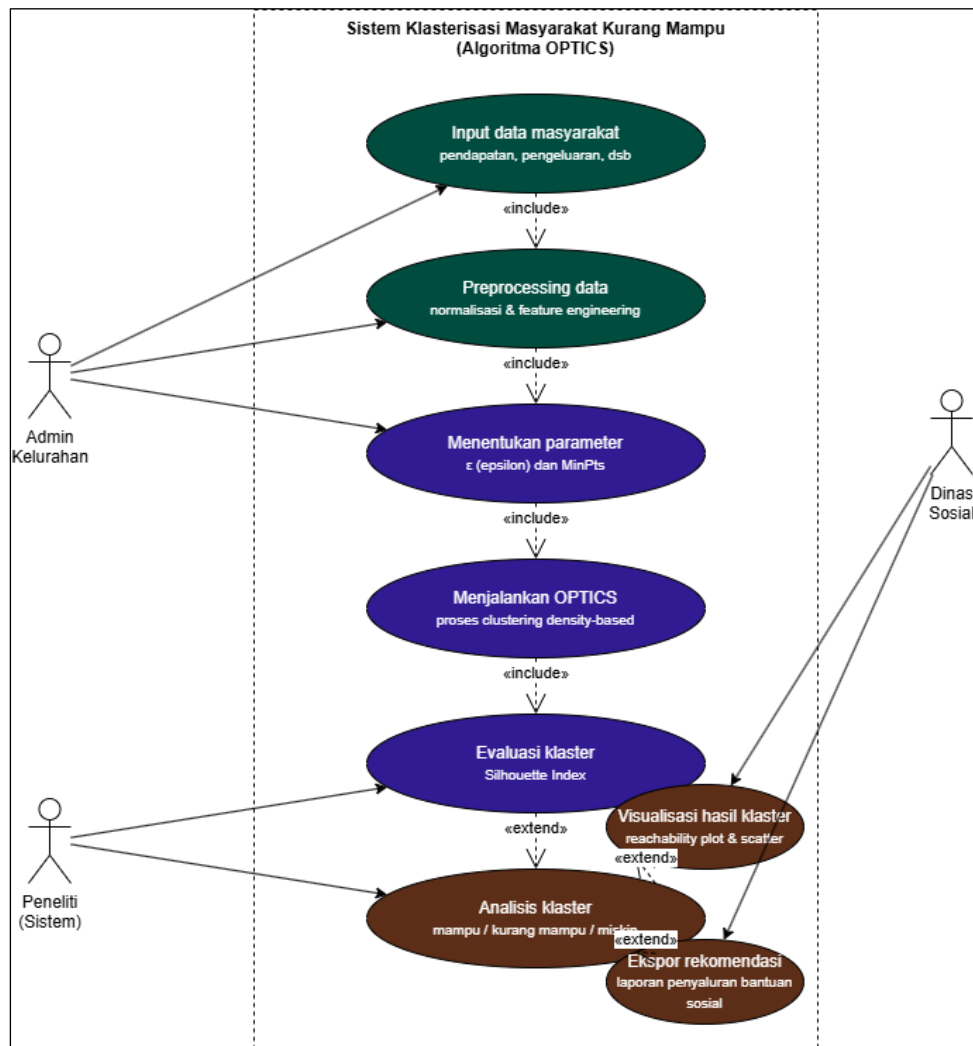 Sistem Klasterisasi Masyarakat Kurang Mampu
(Algoritma OPTICS)
Input data masyarakat
pendapatan, pengeluaran, dsb
«include»
Preprocessing data
normalisasi & feature engineering
«include»
Admin
Kelurahan
Menentukan parameter
ε (epsilon) dan MinPts
«include»
Dinas
Sosial
Menjalankan OPTICS
proses clustering density-based
«include»
Evaluasi klaster
Silhouette Index
Visualisasi hasil klaster
reachability plot & scatter
«extend»
«extend»
Peneliti
(Sistem)
Analisis klaster
mampu / kurang mampu / miskin
«extend»
Ekspor rekomendasi
laporan penyaluran bantuan
sosial